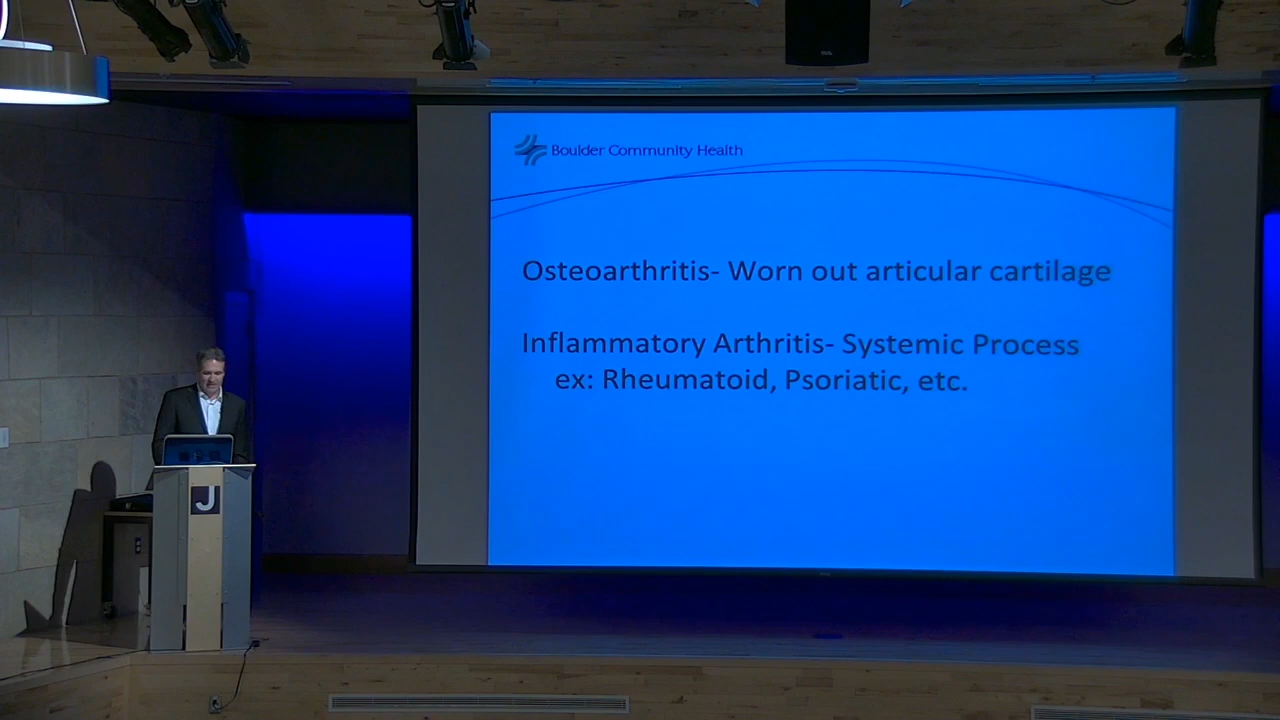 Boulder Community Health
Osteoarthritis- Worn out articular cartilage
Inflammatory Arthritis- Systemic Process
ex: Rheumatoid, Psoriatic, etc.
J